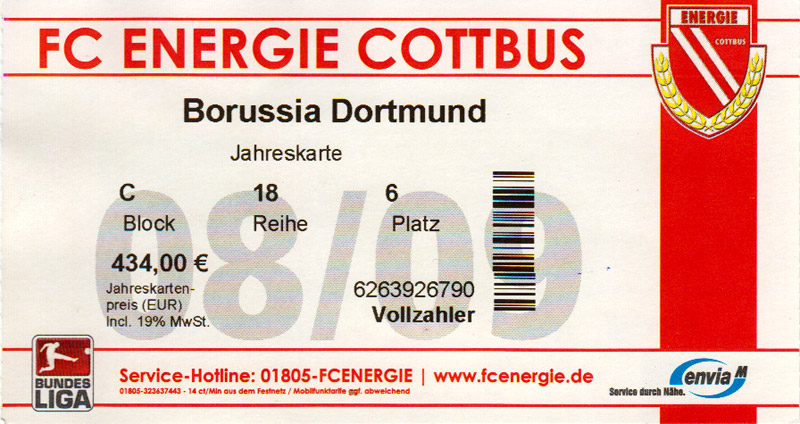 FC ENERGIE COTTBUS
ENERGIE
COTTBUS
Borussia Dortmund
Jahreskarte
08/09
C 18 6
Block Reihe Platz
434,00 €
Jahreskarten-
preis (EUR)
Incl. 19% MwSt.
6263926790
Vollzahler
BUNDES
LIGA
Service-Hotline: 01805-FCENERGIE | www.fcenergie.de
01805-323637443 - 14 ct/Min aus dem Festnetz / Mobilfunktarife ggf. abweichend
envia M
Service durch Nähe.